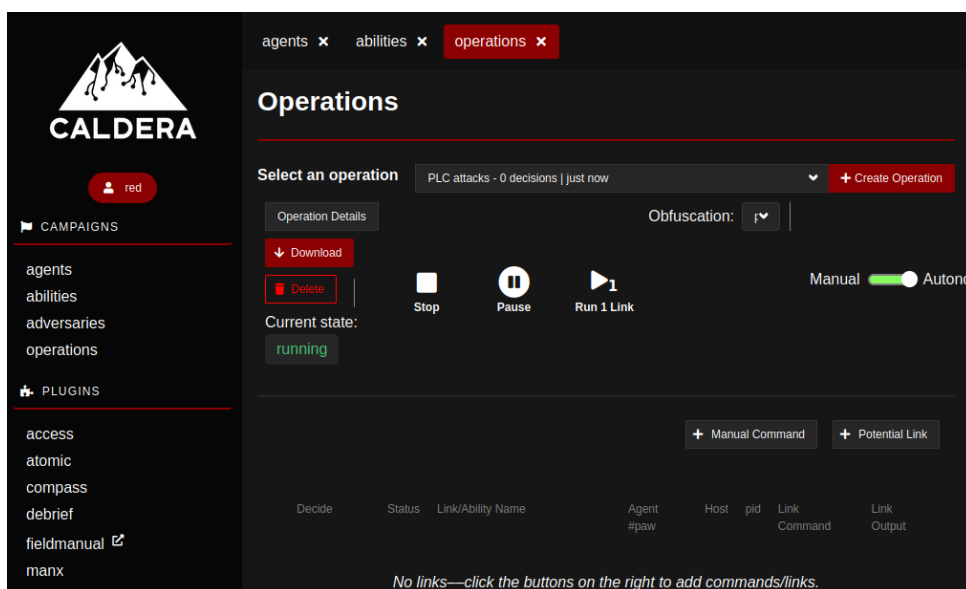 agents ✕ abilities ✕ operations ✕
CALDERA
red
CAMPAIGNS
agents
abilities
adversaries
operations
PLUGINS
access
atomic
compass
debrief
fieldmanual
manx
Operations
Select an operation PLC attacks - 0 decisions | just now + Create Operation
Operation Details Obfuscation:
Download
Delete
Stop Pause 1 Run 1 Link Manual Autono
Current state:
running
+ Manual Command + Potential Link
Decide Status Link/Ability Name Agent #paw Host pid Link Command Link Output
No links—click the buttons on the right to add commands/links.